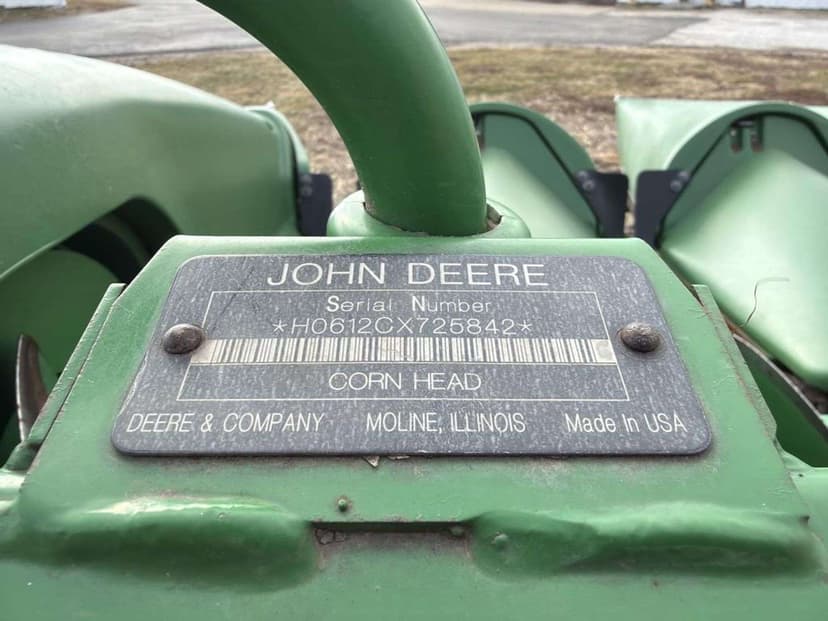 JOHN DEERE
Serial Number
*H0612CX725842*
CORN HEAD
DEERE & COMPANY MOLINE, ILLINOIS Made In USA